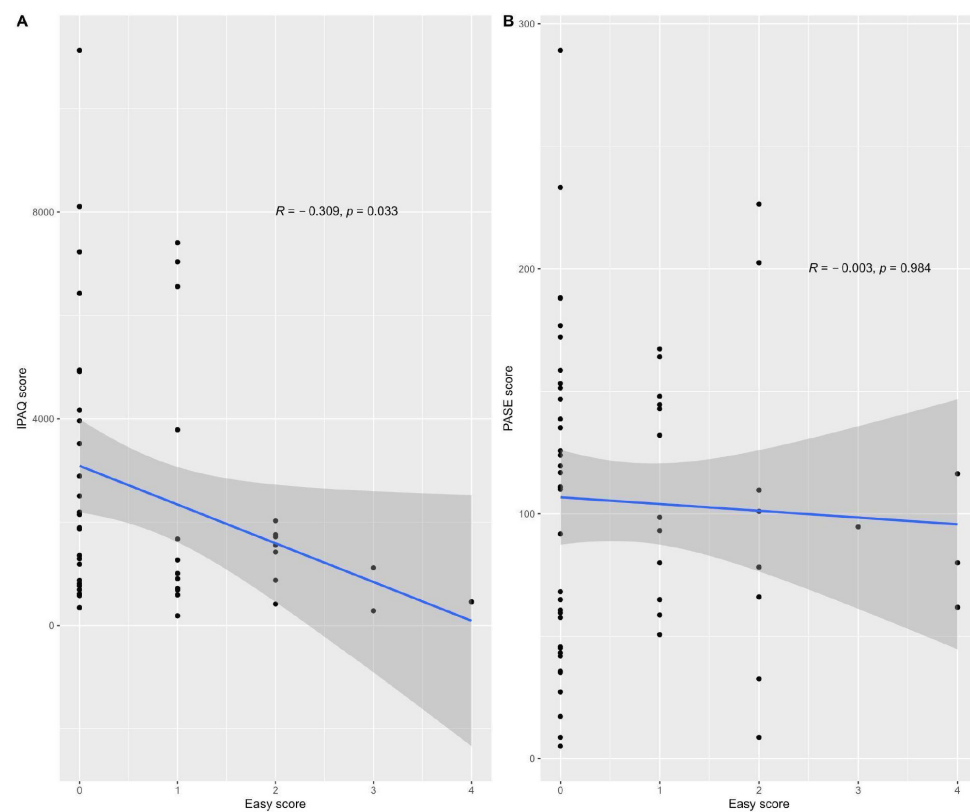 A
IPAQ score
8000
4000
0
R = − 0.309, p = 0.033
0 1 2 3 4
Easy score
B
PASE score
300
200
100
0
R = − 0.003, p = 0.984
0 1 2 3 4
Easy score